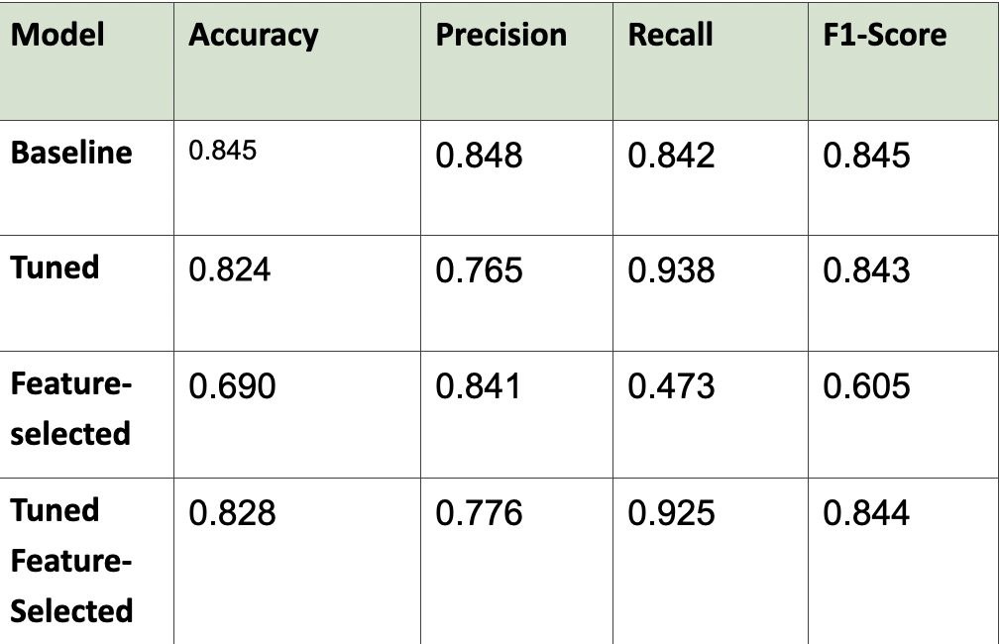 Model Accuracy Precision Recall F1-Score
Baseline 0.845 0.848 0.842 0.845
Tuned 0.824 0.765 0.938 0.843
Feature- 0.690 0.841 0.473 0.605
selected
Tuned 0.828 0.776 0.925 0.844
Feature-
Selected